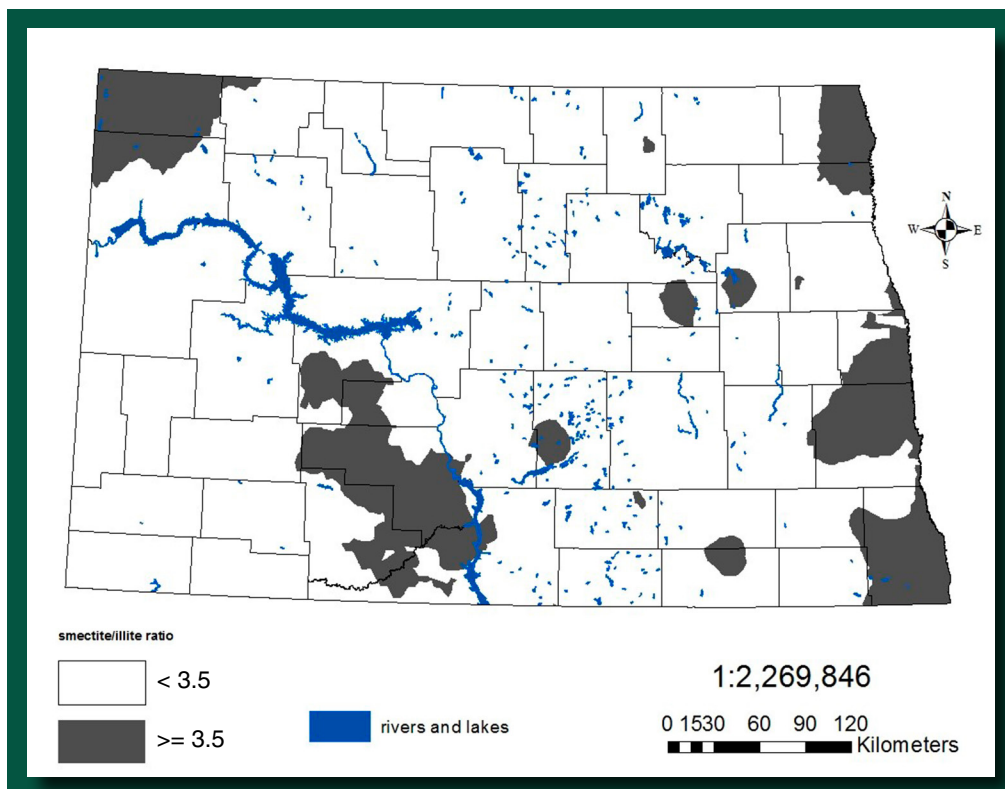 N
W E
S
smectite/illite ratio
< 3.5
>= 3.5
rivers and lakes
1:2,269,846
0 1530 60 90 120
Kilometers